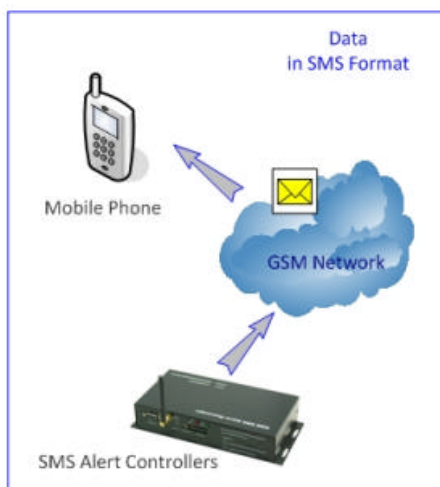 Data
in SMS Format
Mobile Phone
GSM Network
SMS Alert Controllers